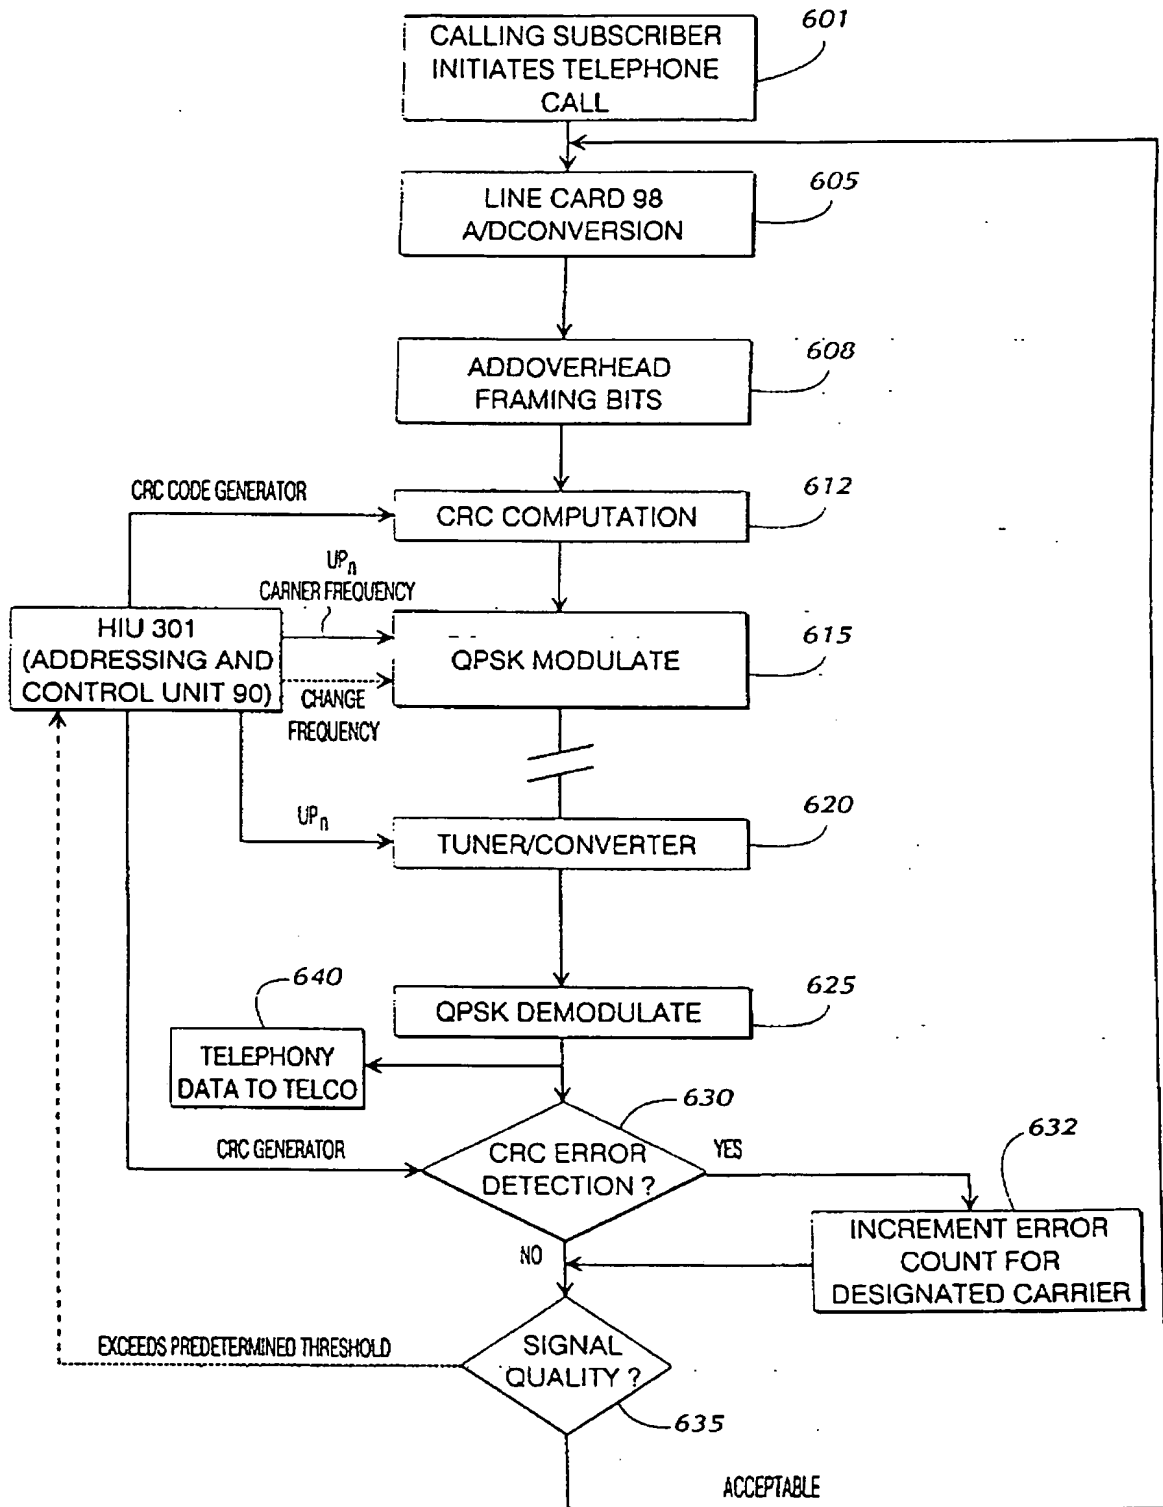 CALLING SUBSCRIBER
INITIATES TELEPHONE
CALL
601
LINE CARD 98
A/DCONVERSION
605
ADDOVERHEAD
FRAMING BITS
608
CRC CODE GENERATOR
CRC COMPUTATION
612
UPn
CARNER FREQUENCY
HIU 301
(ADDRESSING AND
CONTROL UNIT 90)
QPSK MODULATE
615
CHANGE
FREQUENCY
UPn
TUNER/CONVERTER
620
640
QPSK DEMODULATE
625
TELEPHONY
DATA TO TELCO
630
CRC GENERATOR
CRC ERROR
DETECTION ?
YES
632
NO
INCREMENT ERROR
COUNT FOR
DESIGNATED CARRIER
EXCEEDS PREDETERMINED THRESHOLD
SIGNAL
QUALITY ?
635
ACCEPTABLE